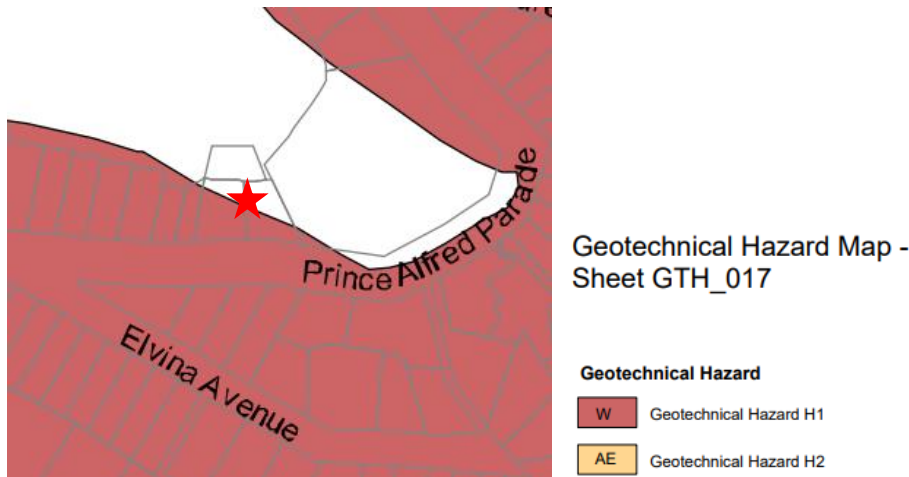 Prince Alfred Parade
Elvina Avenue
Geotechnical Hazard Map -
Sheet GTH_017
Geotechnical Hazard
W Geotechnical Hazard H1
AE Geotechnical Hazard H2